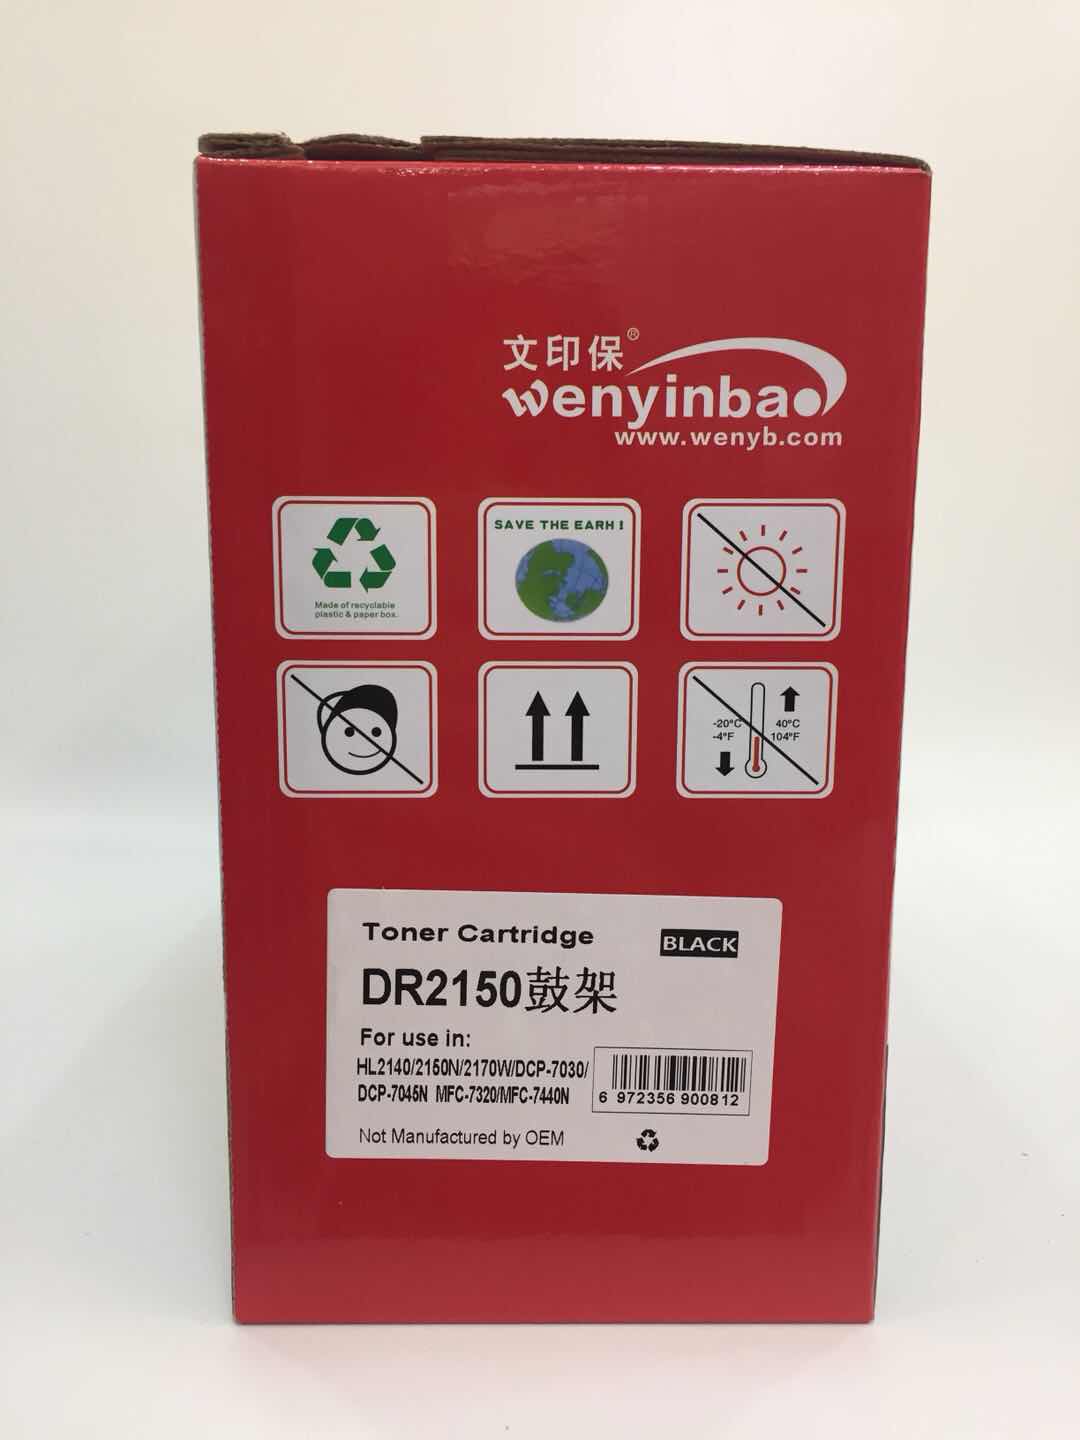 文印保®
wenyinbao
www.wenyb.com
Made of recyclable
plastic & paper box.
SAVE THE EARH !
-20°C
-4°F
40°C
104°F
Toner Cartridge
BLACK
DR2150鼓架
For use in:
HL2140/2150N/2170W/DCP-7030/
DCP-7045N MFC-7320/MFC-7440N
6 972356 900812
Not Manufactured by OEM